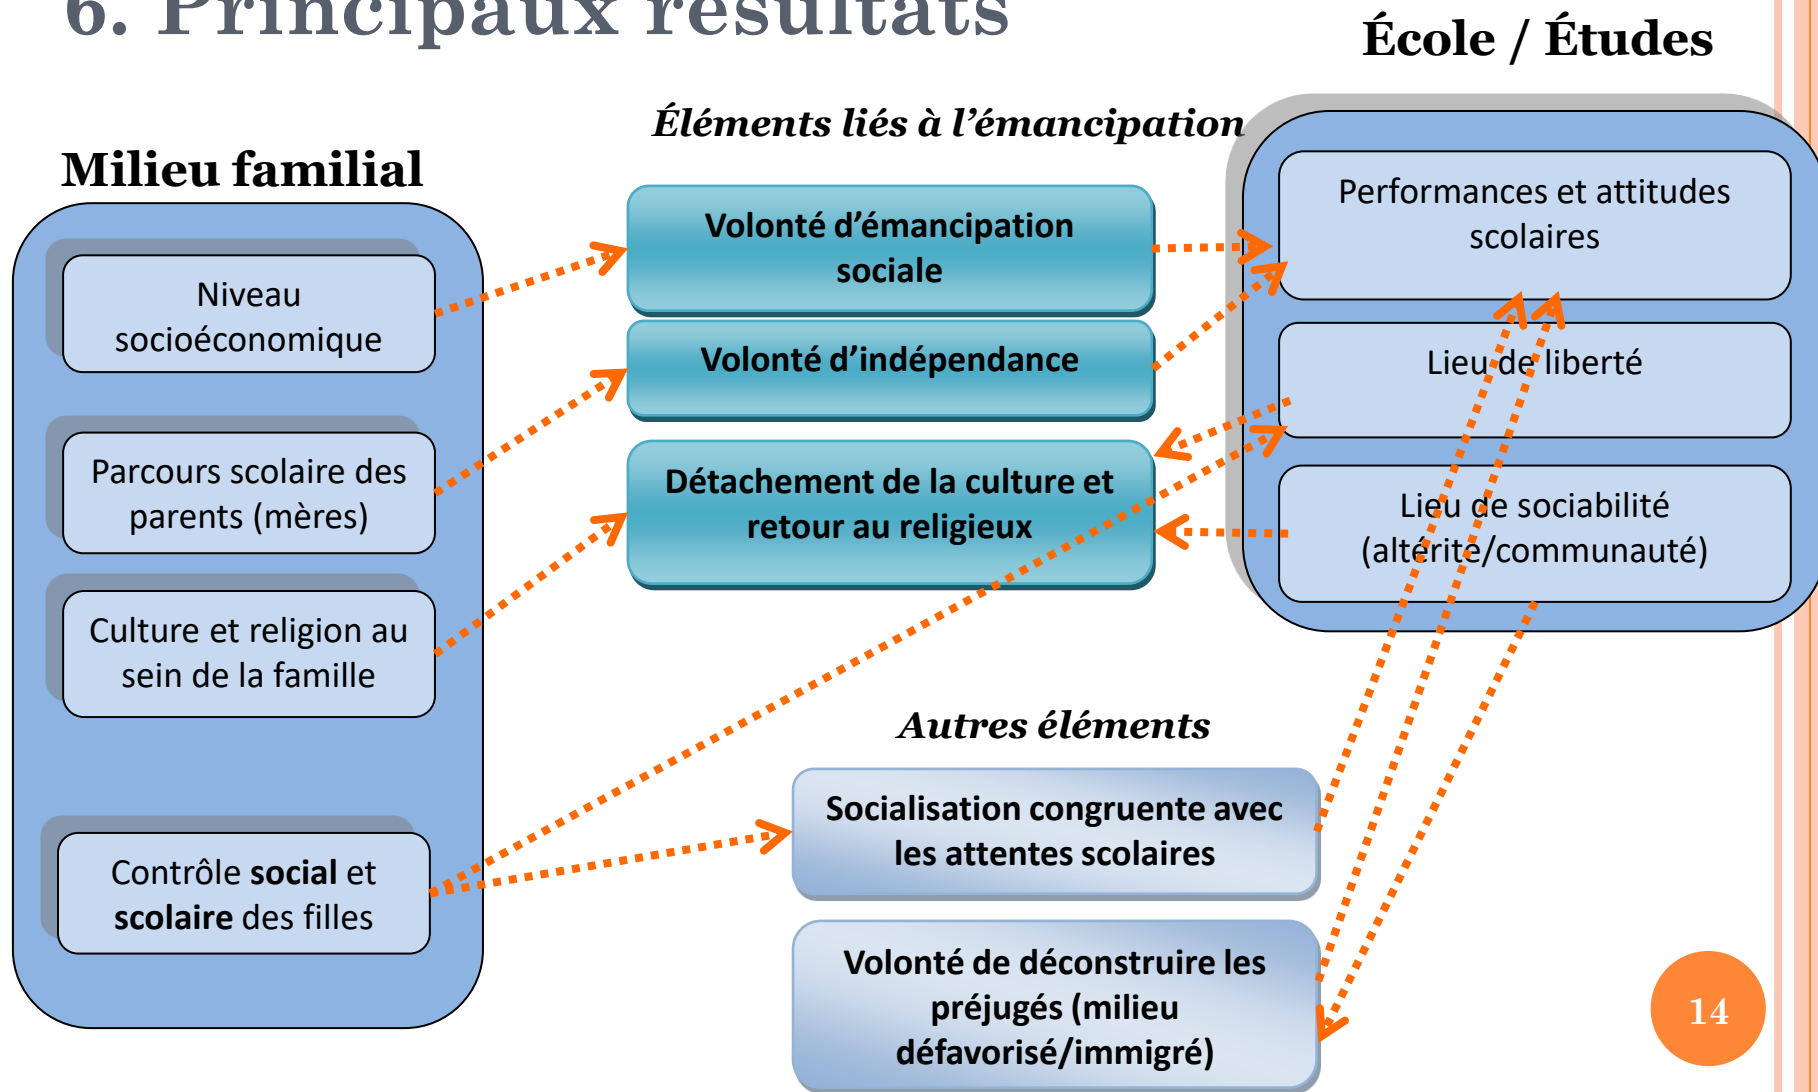 6. Principaux résultats
École / Études
Éléments liés à l’émancipation
Milieu familial
Niveau
socioéconomique
Parcours scolaire des
parents (mères)
Culture et religion au
sein de la famille
Contrôle social et
scolaire des filles
Volonté d’émancipation
sociale
Volonté d’indépendance
Détachement de la culture et
retour au religieux
Performances et attitudes
scolaires
Lieu de liberté
Lieu de sociabilité
(altérité/communauté)
Autres éléments
Socialisation congruente avec
les attentes scolaires
Volonté de déconstruire les
préjugés (milieu
défavorisé/immigré)
14